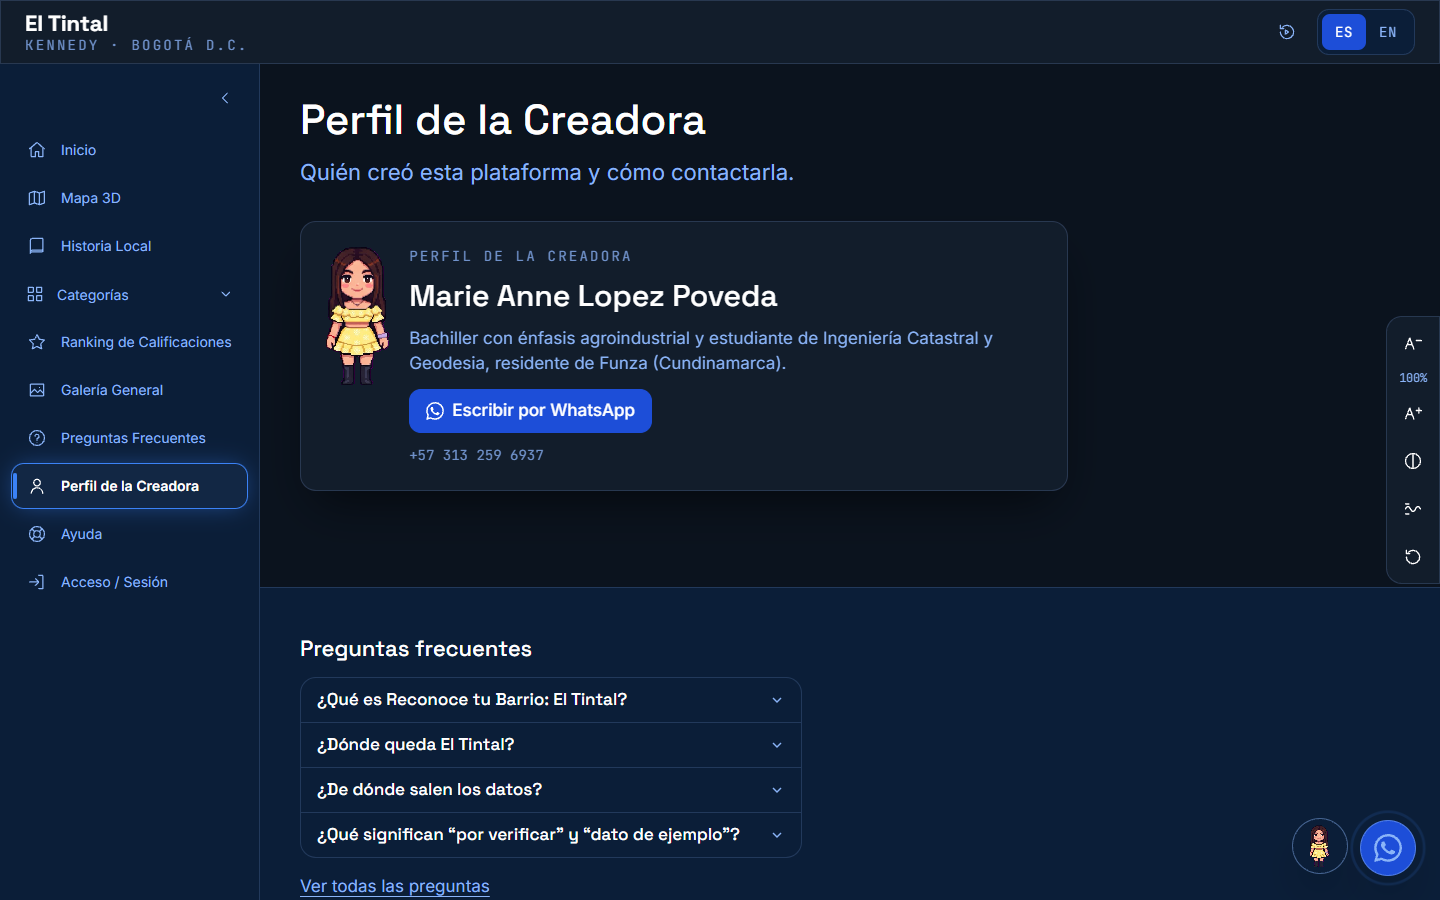 El Tintal
KENNEDY · BOGOTÁ D.C.
ES
EN
Inicio
Mapa 3D
Historia Local
Categorías
Ranking de Calificaciones
Galería General
Preguntas Frecuentes
Perfil de la Creadora
Ayuda
Acceso / Sesión
Perfil de la Creadora
Quién creó esta plataforma y cómo contactarla.
PERFIL DE LA CREADORA
Marie Anne Lopez Poveda
Bachiller con énfasis agroindustrial y estudiante de Ingeniería Catastral y
Geodesia, residente de Funza (Cundinamarca).
Escribir por WhatsApp
+57 313 259 6937
A-
100%
A+
Preguntas frecuentes
¿Qué es Reconoce tu Barrio: El Tintal?
¿Dónde queda El Tintal?
¿De dónde salen los datos?
¿Qué significan “por verificar” y “dato de ejemplo”?
Ver todas las preguntas